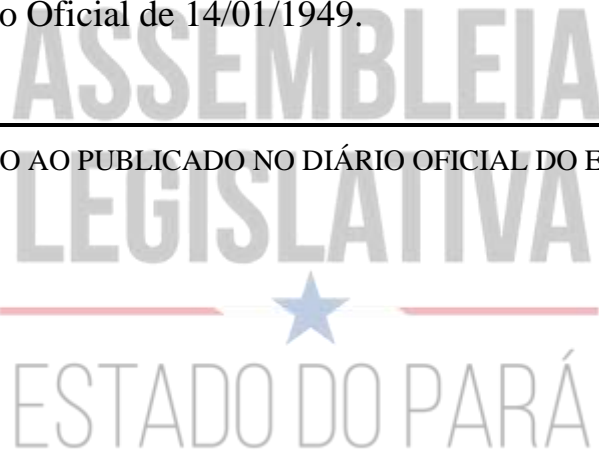 o Oficial de 14/01/1949.
ASSEMBLEIA
O AO PUBLICADO NO DIÁRIO OFICIAL DO E
LEGISLATIVA
ESTADO DO PARÁ